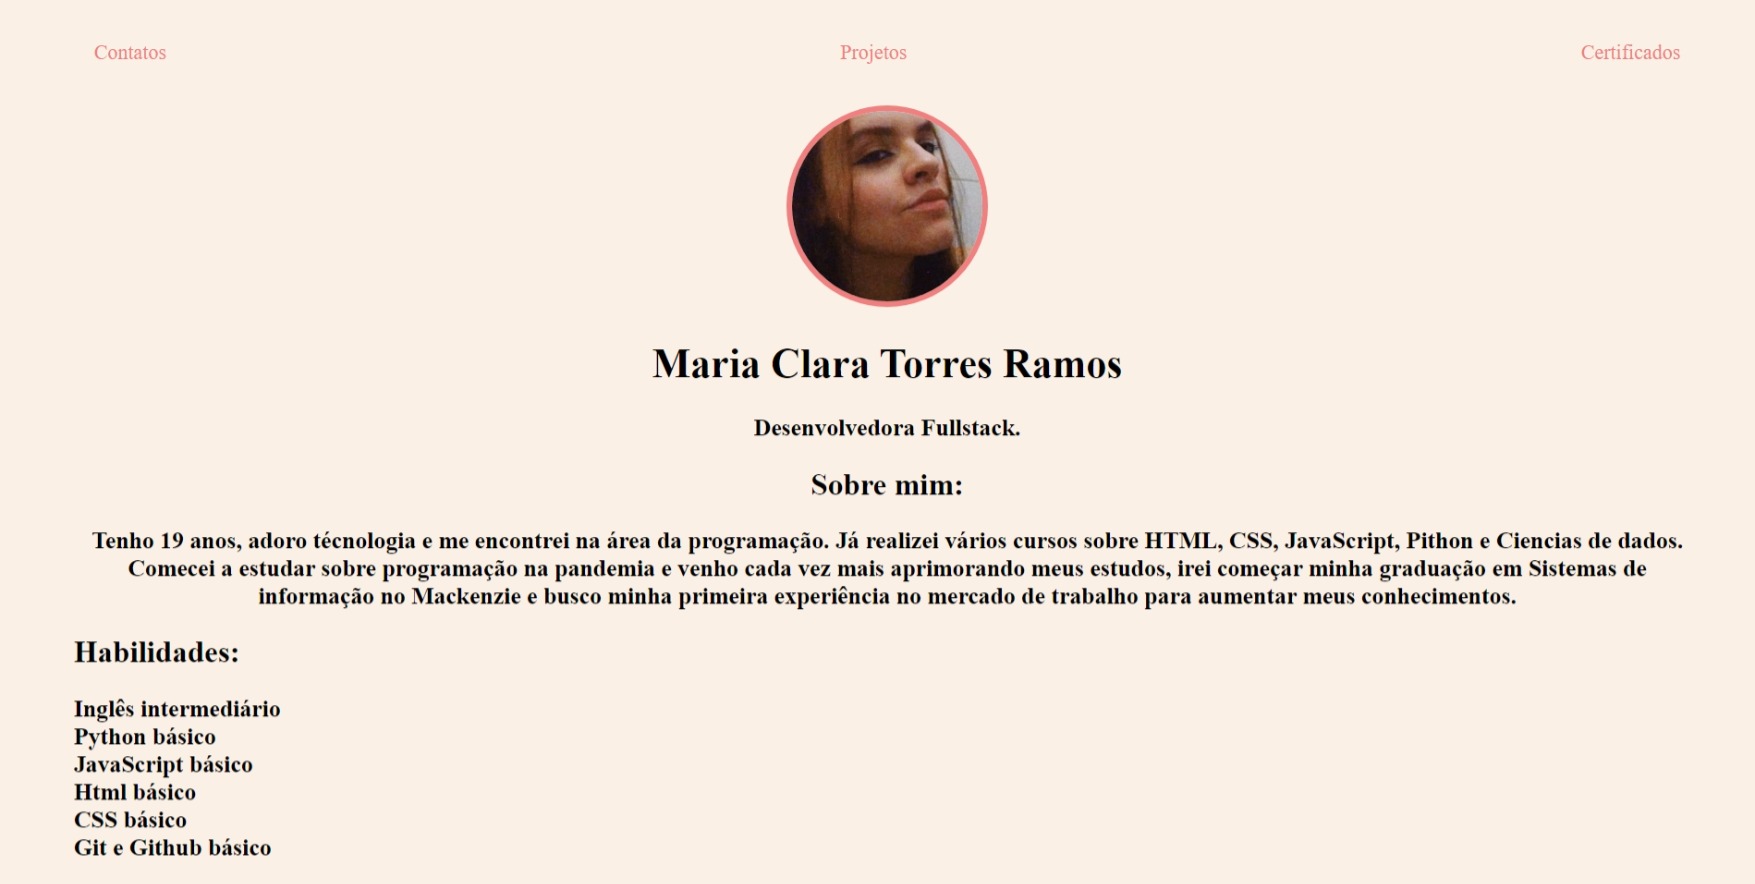 Contatos Projetos Certificados
Maria Clara Torres Ramos
Desenvolvedora Fullstack.
Sobre mim:
Tenho 19 anos, adoro técnologia e me encontrei na área da programação. Já realizei vários cursos sobre HTML, CSS, JavaScript, Pithon e Ciencias de dados.
Comecei a estudar sobre programação na pandemia e venho cada vez mais aprimorando meus estudos, irei começar minha graduação em Sistemas de
informação no Mackenzie e busco minha primeira experiência no mercado de trabalho para aumentar meus conhecimentos.
Habilidades:
Inglês intermediário
Python básico
JavaScript básico
Html básico
CSS básico
Git e Github básico